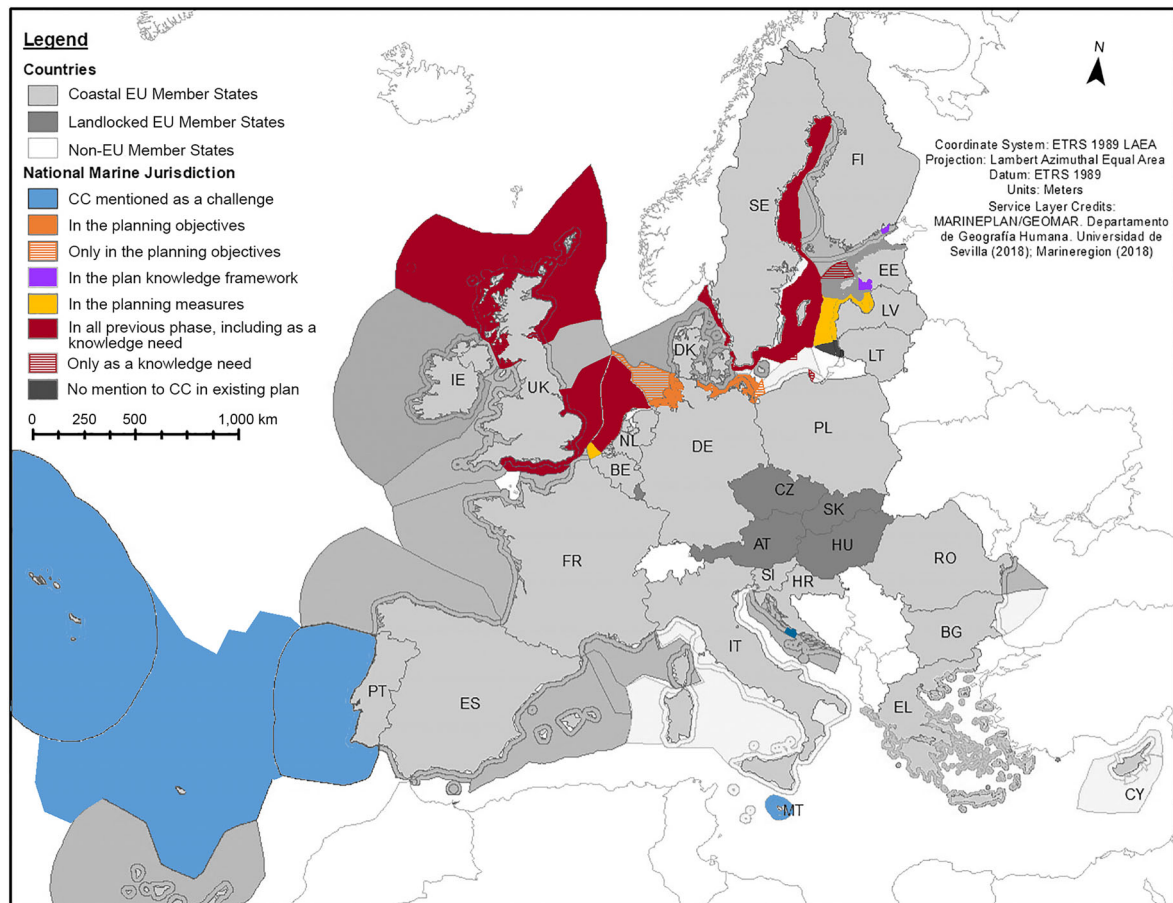 Legend
Countries
Coastal EU Member States
Landlocked EU Member States
Non-EU Member States
National Marine Jurisdiction
CC mentioned as a challenge
In the planning objectives
Only in the planning objectives
In the plan knowledge framework
In the planning measures
In all previous phase, including as a
knowledge need
Only as a knowledge need
No mention to CC in existing plan
0 250 500 1,000 km
N
Coordinate System: ETRS 1989 LAEA
Projection: Lambert Azimuthal Equal Area
Datum: ETRS 1989
Units: Meters
Service Layer Credits:
MARINEPLAN/GEOMAR. Departamento
de Geografía Humana. Universidad de
Sevilla (2018); Marineregion (2018)
FI
SE
EE
LV
LT
DK
IE
UK
NL
BE
DE
PL
CZ
SK
AT
HU
FR
SI
HR
RO
BG
IT
PT
ES
EL
MT
CY